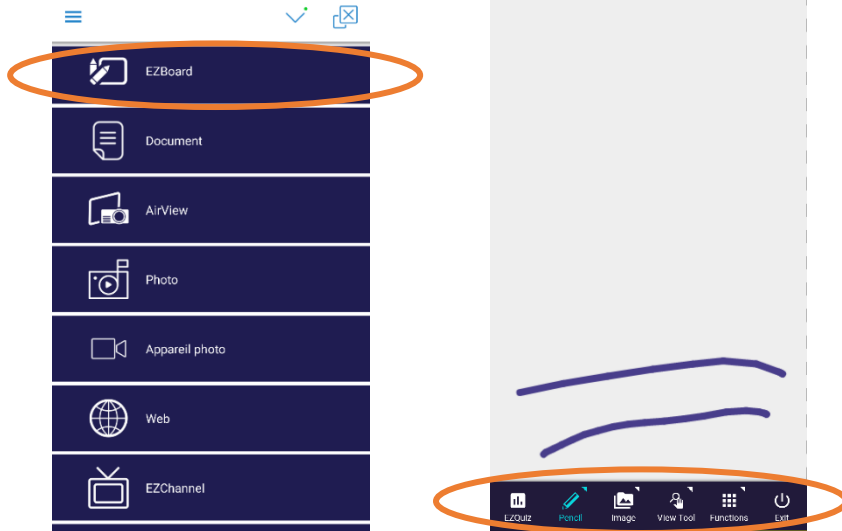 EZBoard
Document
AirView
Photo
Appareil photo
Web
EZChannel
EZQuiz Pencil Image View Tool Functions Exit